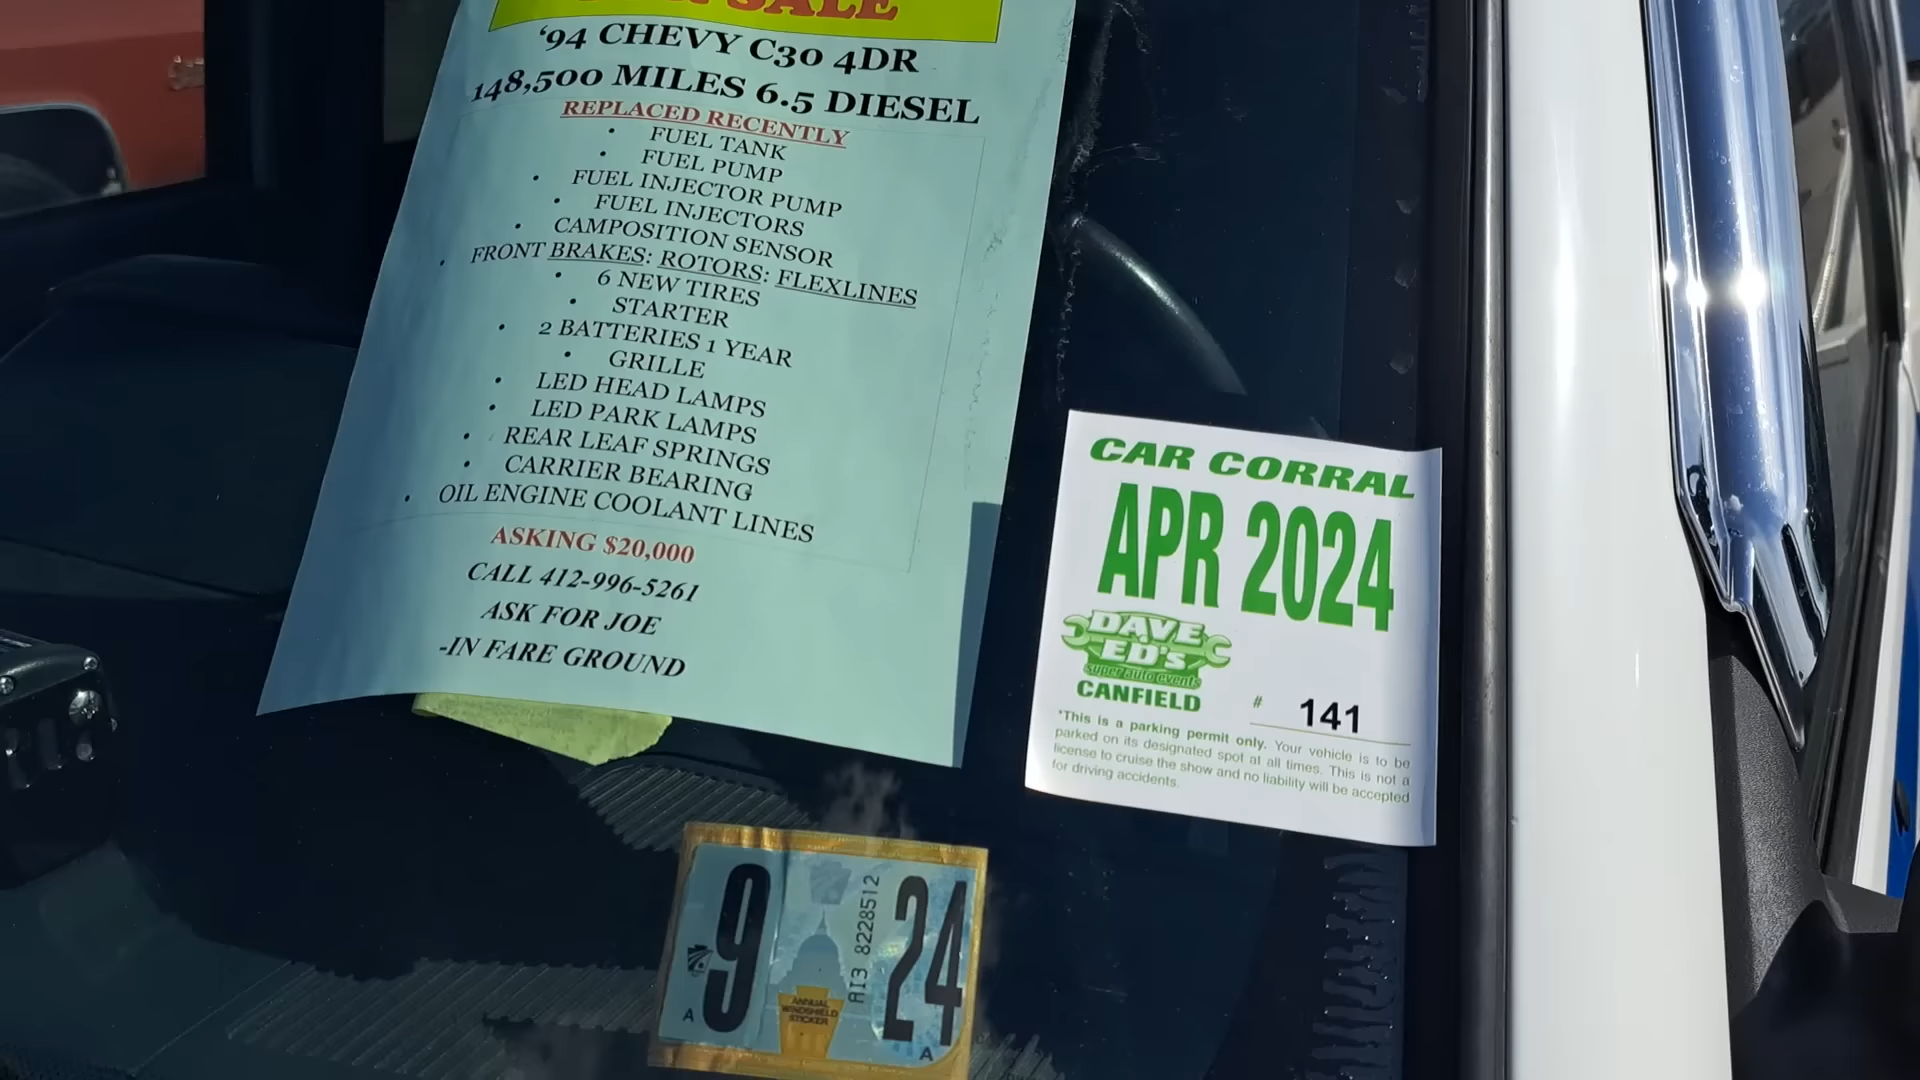 SALE
‘94 CHEVY C30 4DR
148,500 MILES 6.5 DIESEL
REPLACED RECENTLY
• FUEL TANK
• FUEL PUMP
• FUEL INJECTOR PUMP
• FUEL INJECTORS
• CAMPOSITION SENSOR
• FRONT BRAKES: ROTORS: FLEXLINES
• 6 NEW TIRES
• STARTER
• 2 BATTERIES 1 YEAR
• GRILLE
• LED HEAD LAMPS
• LED PARK LAMPS
• REAR LEAF SPRINGS
• CARRIER BEARING
• OIL ENGINE COOLANT LINES
ASKING $20,000
CALL 412-996-5261
ASK FOR JOE
-IN FARE GROUND
CAR CORRAL
APR 2024
DAVE
ED's
super auto events
CANFIELD
# 141
*This is a parking permit only. Your vehicle is to be
parked on its designated spot at all times. This is not a
license to cruise the show and no liability will be accepted
for driving accidents.
9
24
AI3 8228512
ANNUAL
WINDSHIELD
STICKER
A
A